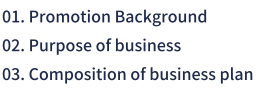 01. Promotion Background
02. Purpose of business
03. Composition of business plan